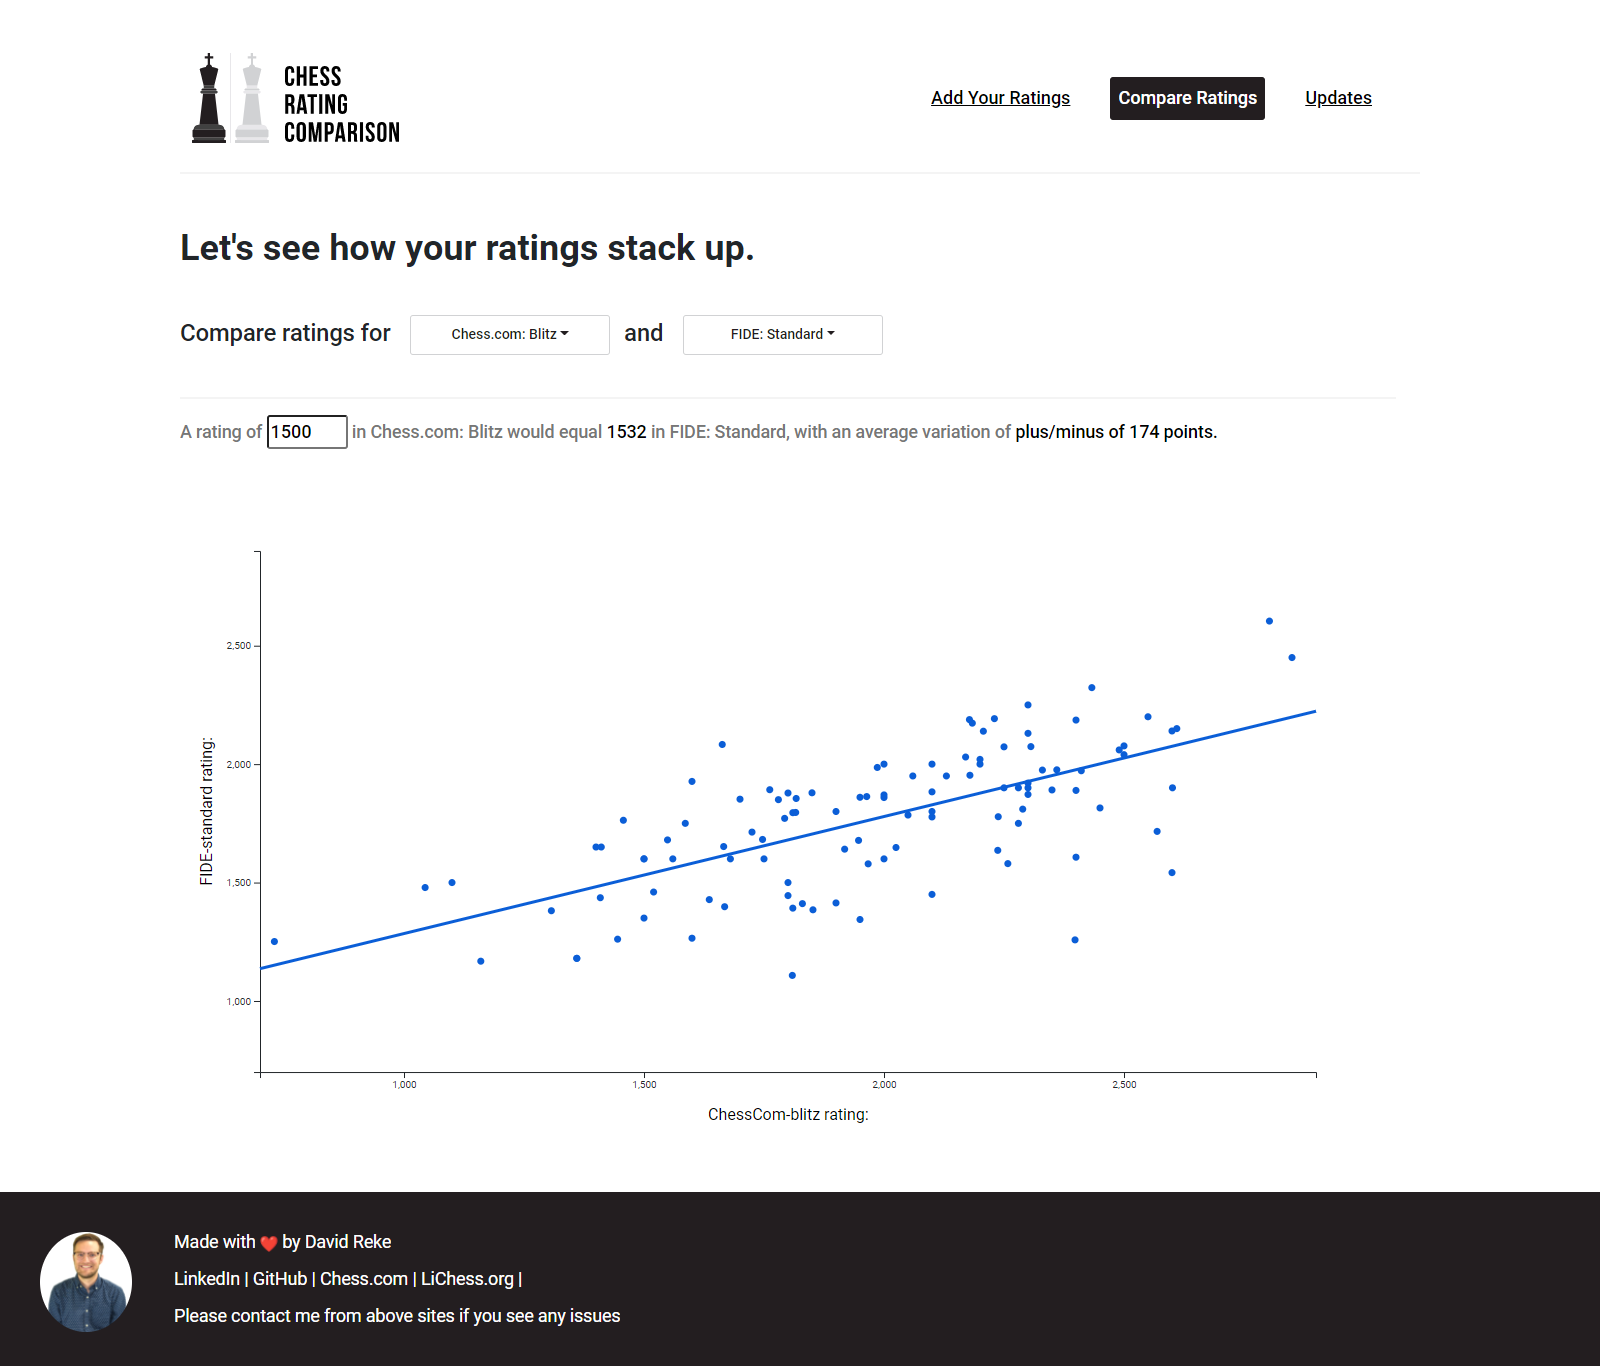 CHESS
RATING
COMPARISON
Add Your Ratings
Compare Ratings
Updates
Let's see how your ratings stack up.
Compare ratings for Chess.com: Blitz and FIDE: Standard
A rating of 1500 in Chess.com: Blitz would equal 1532 in FIDE: Standard, with an average variation of plus/minus of 174 points.
FIDE-standard rating:
2,500
2,000
1,500
1,000
1,000 1,500 2,000 2,500
ChessCom-blitz rating:
Made with ❤️ by David Reke
LinkedIn | GitHub | Chess.com | LiChess.org |
Please contact me from above sites if you see any issues